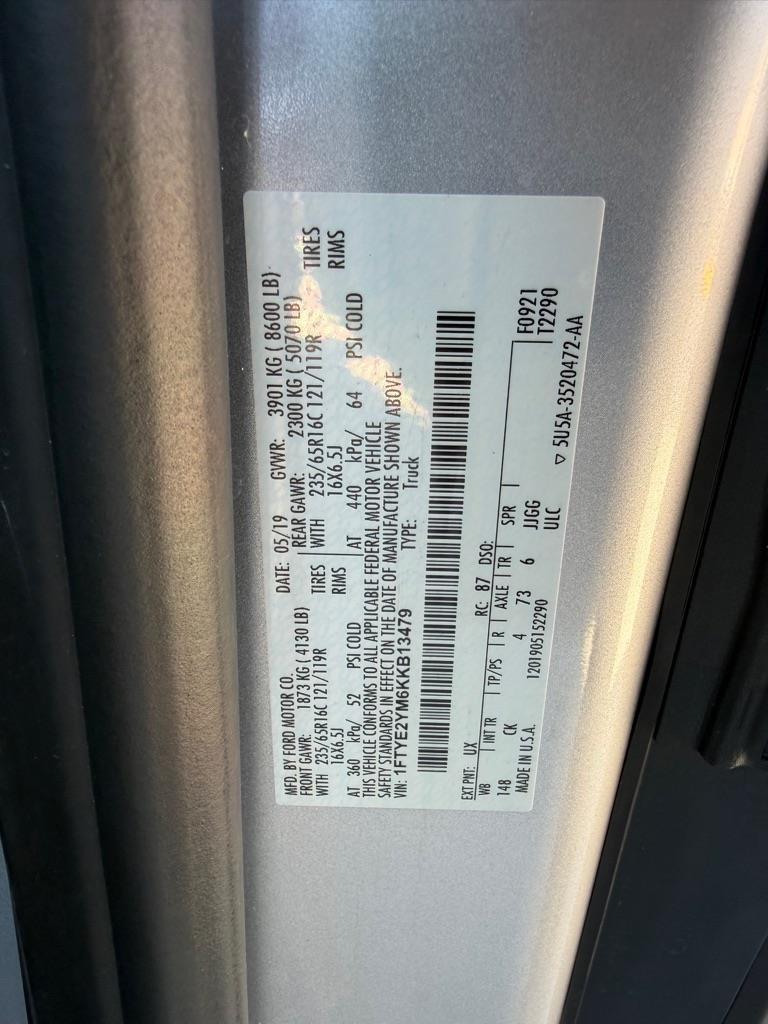 MFD. BY FORD MOTOR CO.
DATE: 05/19 GVWR: 3901 KG ( 8600 LB)
FRONT GAWR: 1873 KG ( 4130 LB) REAR GAWR: 2300 KG ( 5070 LB)
WITH 235/65R16C 121/119R TIRES WITH 235/65R16C 121/119R TIRES
16X6.5J RIMS 16X6.5J RIMS
AT 360 kPa/ 52 PSI COLD AT 440 kPa/ 64 PSI COLD
THIS VEHICLE CONFORMS TO ALL APPLICABLE FEDERAL MOTOR VEHICLE
SAFETY STANDARDS IN EFFECT ON THE DATE OF MANUFACTURE SHOWN ABOVE.
VIN: 1FTYE2YM6KKB13479 TYPE: Truck
EXT PNT: UX RC: 87 DSO:
WB INT TR TP/PS R AXLE TR SPR F0921
148 CK 4 73 6 JJGG T2290
MADE IN U.S.A. 1201905152290 ULC
▽ 5U5A-3520472-AA